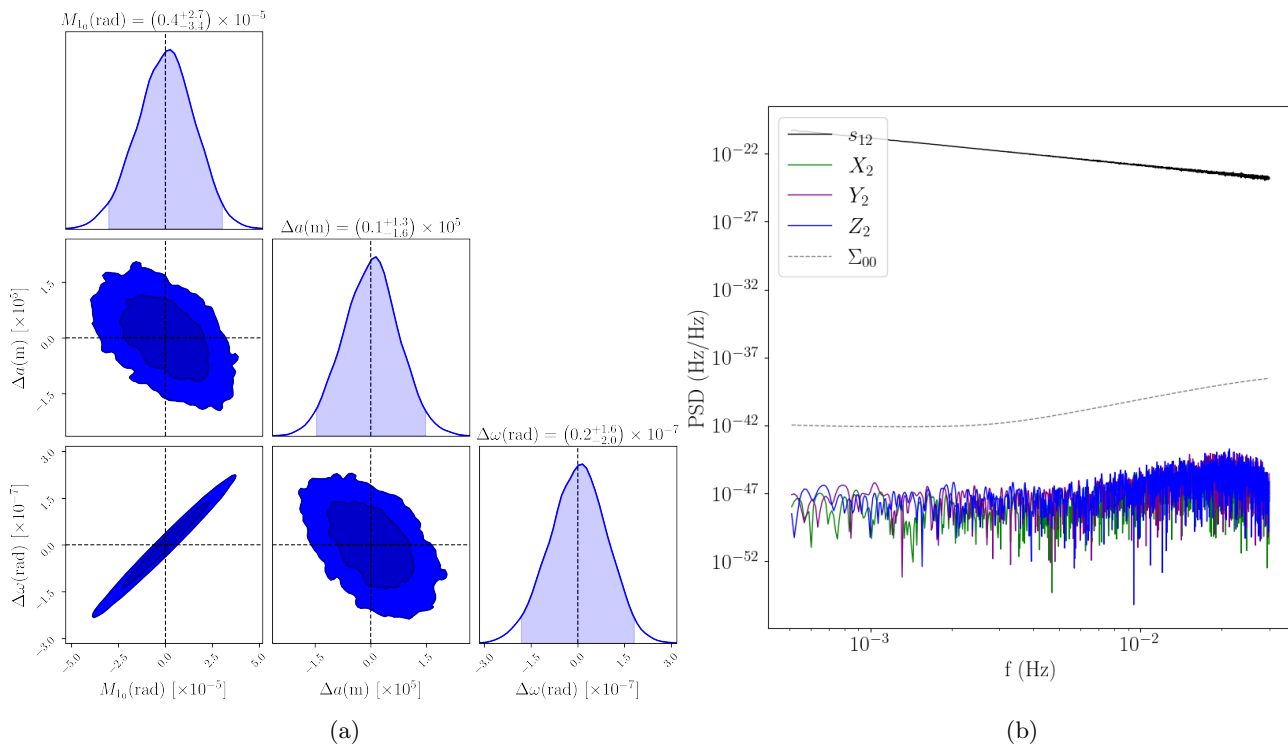 M_{1_0}(rad) = (0.4^{+2.7}_{-3.4}) × 10^{-5}
Δa(m) [×10^5]
1.5
0.0
−1.5
Δa(m) = (0.1^{+1.3}_{-1.6}) × 10^5
Δω(rad) [×10^{-7}]
3.0
1.5
0.0
−1.5
−3.0
Δω(rad) = (0.2^{+1.6}_{-2.0}) × 10^{-7}
−5.0 −2.5 0.0 2.5 5.0
M_{1_0}(rad) [×10^{-5}]
−1.5 0.0 1.5
Δa(m) [×10^5]
−3.0 −1.5 0.0 1.5 3.0
Δω(rad) [×10^{-7}]
(a)
s_{12}
X_2
Y_2
Z_2
Σ_{00}
PSD (Hz/Hz)
10^{-22}
10^{-27}
10^{-32}
10^{-37}
10^{-42}
10^{-47}
10^{-52}
10^{-3} 10^{-2}
f (Hz)
(b)